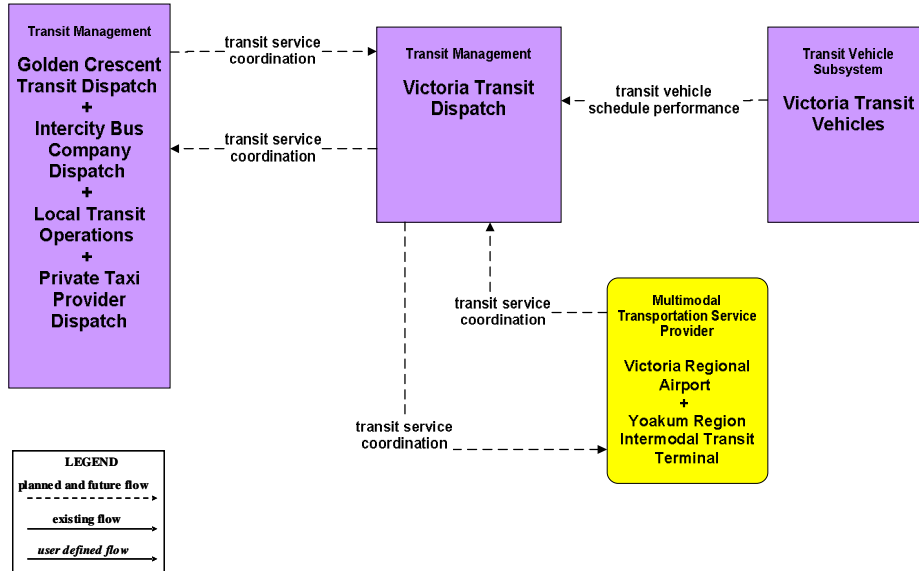 Transit Management
Golden Crescent
Transit Dispatch
+
Intercity Bus
Company
Dispatch
+
Local Transit
Operations
+
Private Taxi
Provider
Dispatch
transit service
coordination
transit service
coordination
Transit Management
Victoria Transit
Dispatch
transit vehicle
schedule performance
Transit Vehicle
Subsystem
Victoria Transit
Vehicles
transit service
coordination
Multimodal
Transportation Service
Provider
Victoria Regional
Airport
+
Yoakum Region
Intermodal Transit
Terminal
transit service
coordination
LEGEND
planned and future flow
existing flow
user defined flow